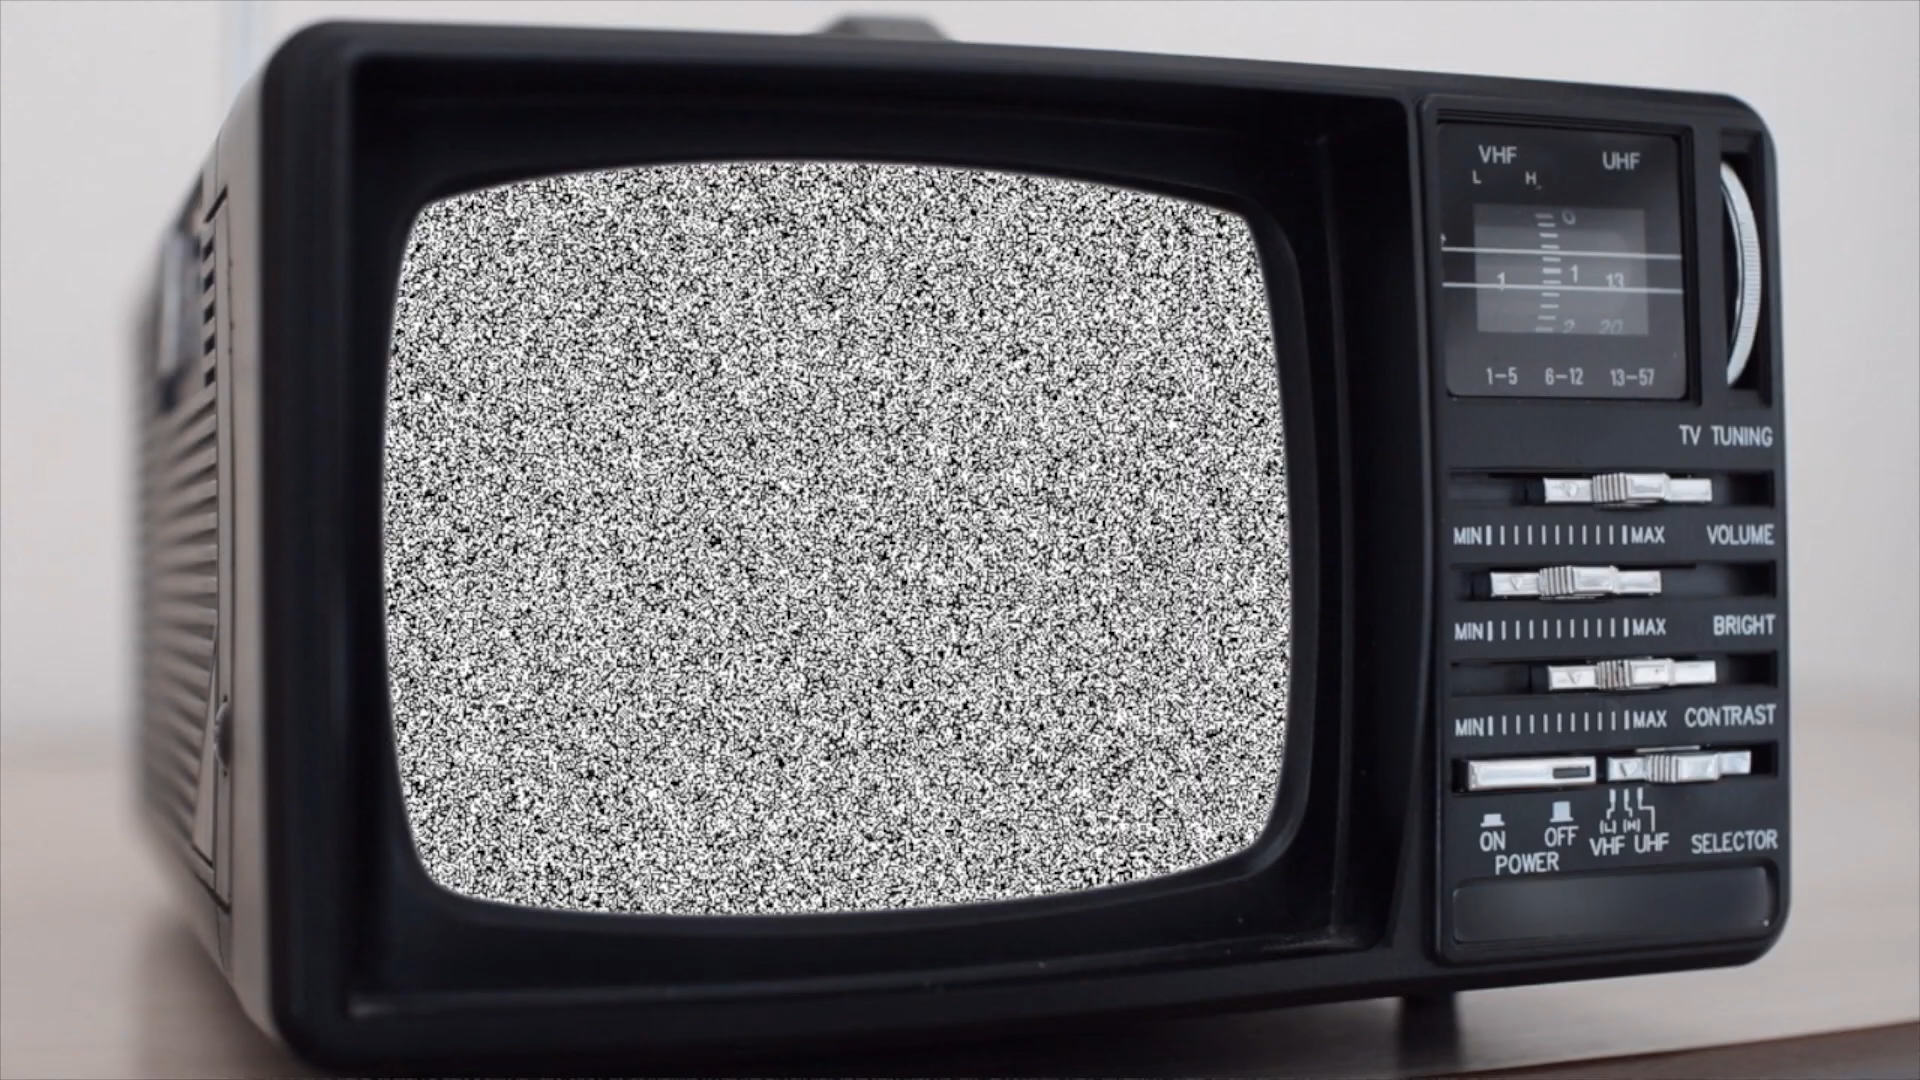 VHF UHF
L H
0
1 1 13
2 20
1-5 6-12 13-57
TV TUNING
MIN MAX VOLUME
MIN MAX BRIGHT
MIN MAX CONTRAST
ON OFF (L) (H)
POWER VHF UHF SELECTOR